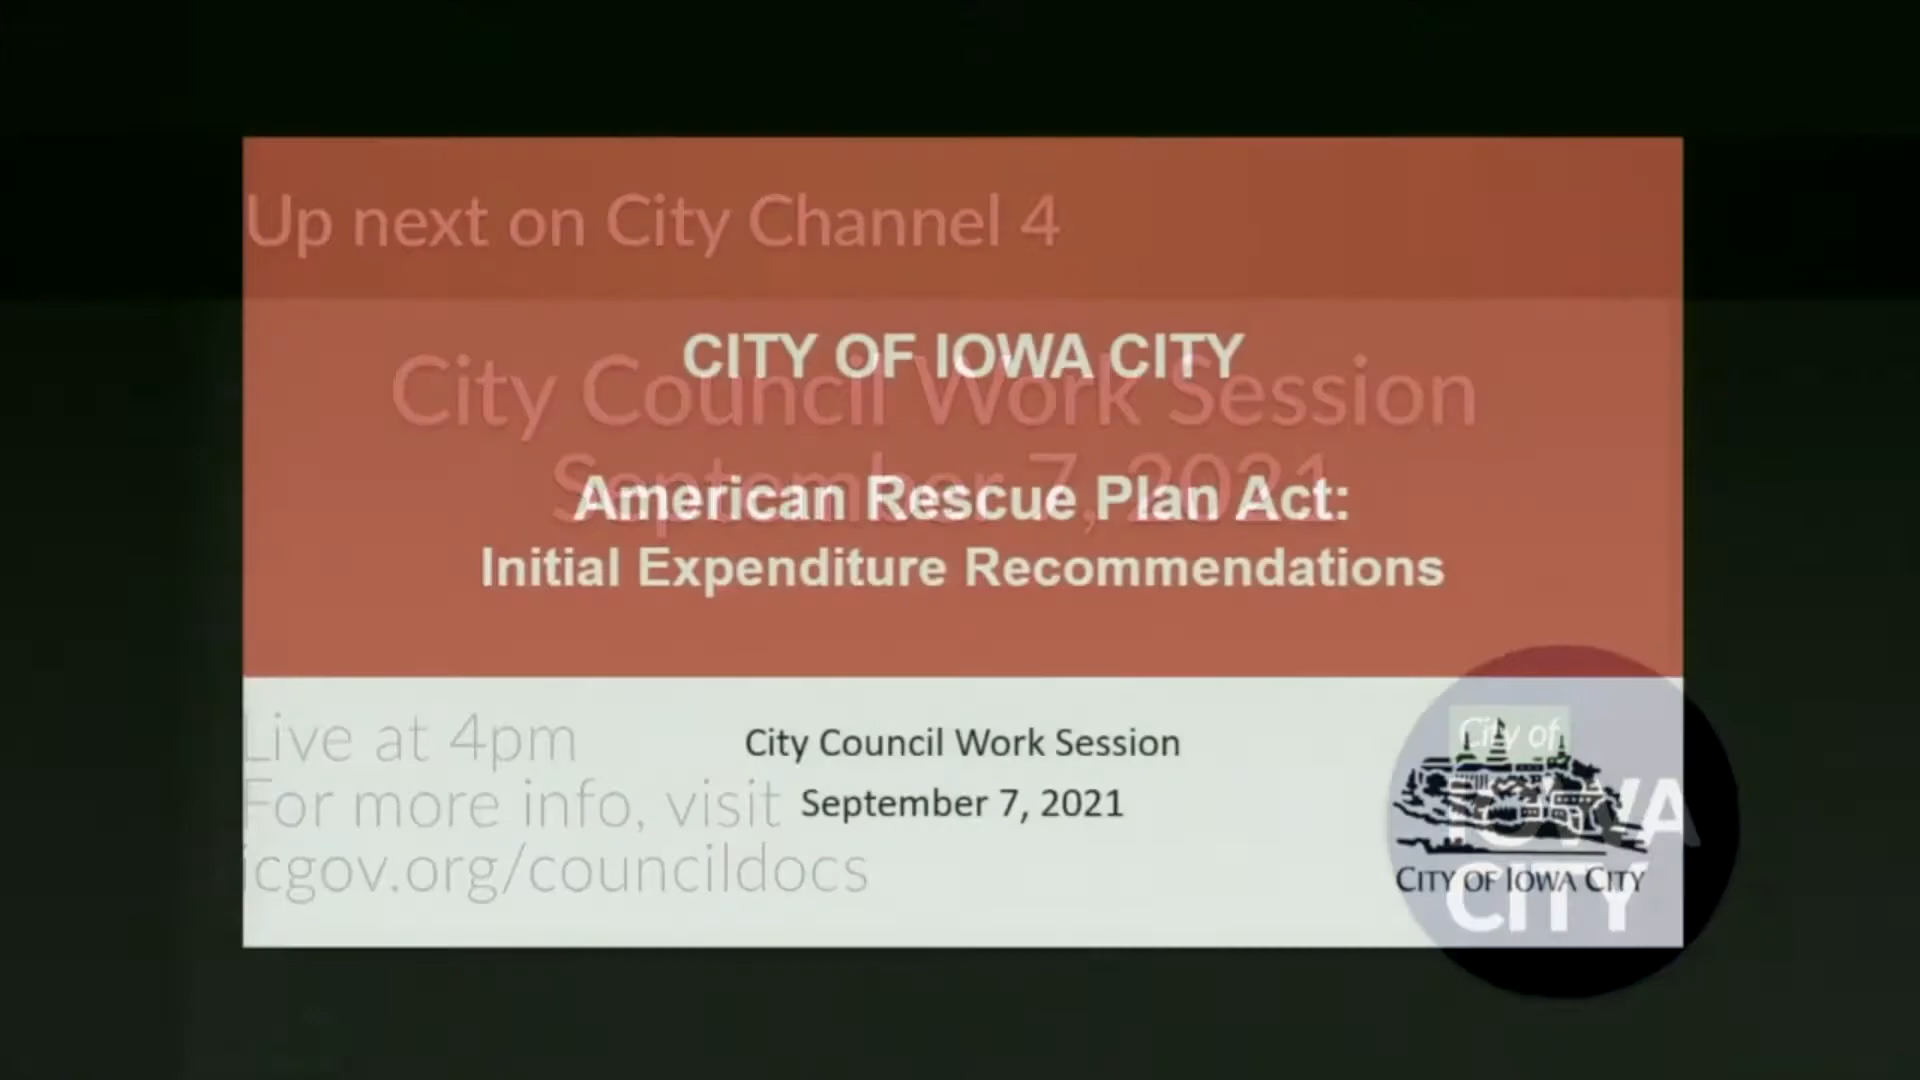 Up next on City Channel 4
CITY OF IOWA CITY
City Council Work Session
September 7, 2021
American Rescue Plan Act:
Initial Expenditure Recommendations
Live at 4pm
For more info, visit
icgov.org/councildocs
City Council Work Session
September 7, 2021
City of
IOWA
CITY
CITY OF IOWA CITY